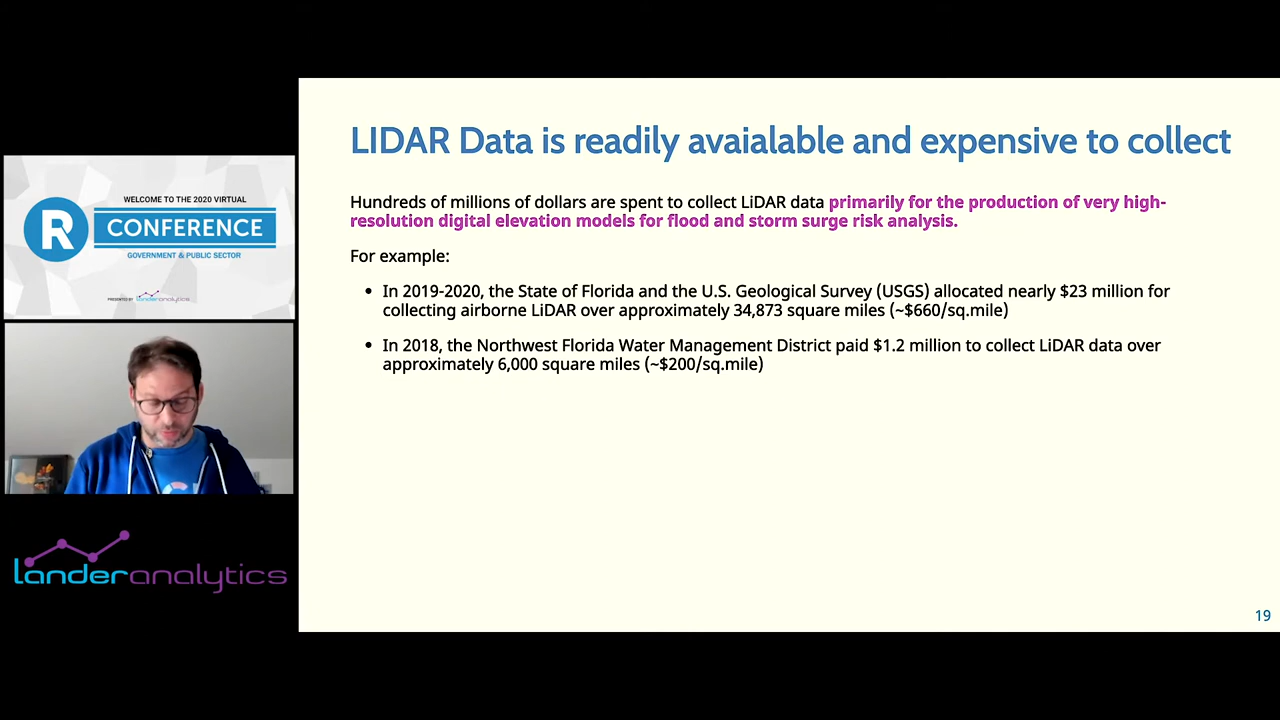 WELCOME TO THE 2020 VIRTUAL
R CONFERENCE
GOVERNMENT & PUBLIC SECTOR
PRESENTED BY landeranalytics
landeranalytics
LIDAR Data is readily avaialable and expensive to collect
Hundreds of millions of dollars are spent to collect LiDAR data primarily for the production of very high-
resolution digital elevation models for flood and storm surge risk analysis.
For example:
• In 2019-2020, the State of Florida and the U.S. Geological Survey (USGS) allocated nearly $23 million for
collecting airborne LiDAR over approximately 34,873 square miles (~$660/sq.mile)
• In 2018, the Northwest Florida Water Management District paid $1.2 million to collect LiDAR data over
approximately 6,000 square miles (~$200/sq.mile)
19